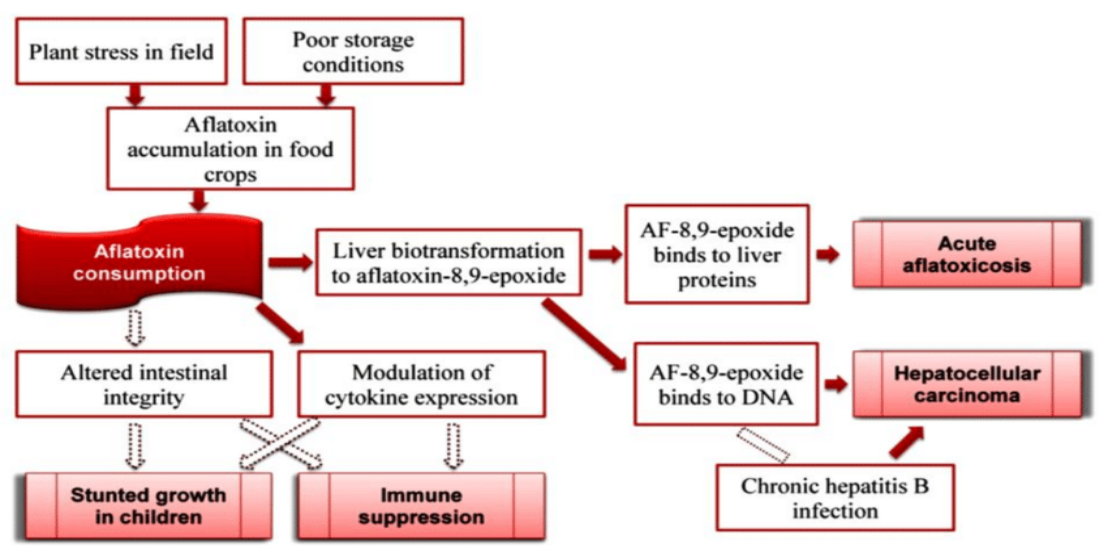 Plant stress in field
Poor storage
conditions
Aflatoxin
accumulation in food
crops
Aflatoxin
consumption
Liver biotransformation
to aflatoxin-8,9-epoxide
AF-8,9-epoxide
binds to liver
proteins
Acute
aflatoxicosis
Altered intestinal
integrity
Modulation of
cytokine expression
AF-8,9-epoxide
binds to DNA
Hepatocellular
carcinoma
Stunted growth
in children
Immune
suppression
Chronic hepatitis B
infection